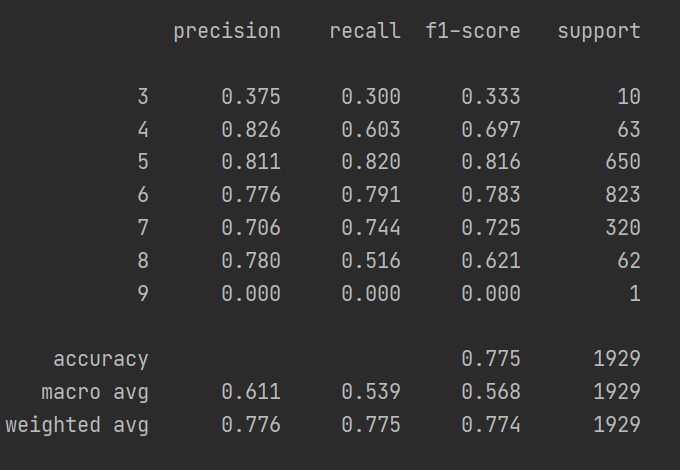 precision recall f1-score support
3 0.375 0.300 0.333 10
4 0.826 0.603 0.697 63
5 0.811 0.820 0.816 650
6 0.776 0.791 0.783 823
7 0.706 0.744 0.725 320
8 0.780 0.516 0.621 62
9 0.000 0.000 0.000 1
accuracy 0.775 1929
macro avg 0.611 0.539 0.568 1929
weighted avg 0.776 0.775 0.774 1929